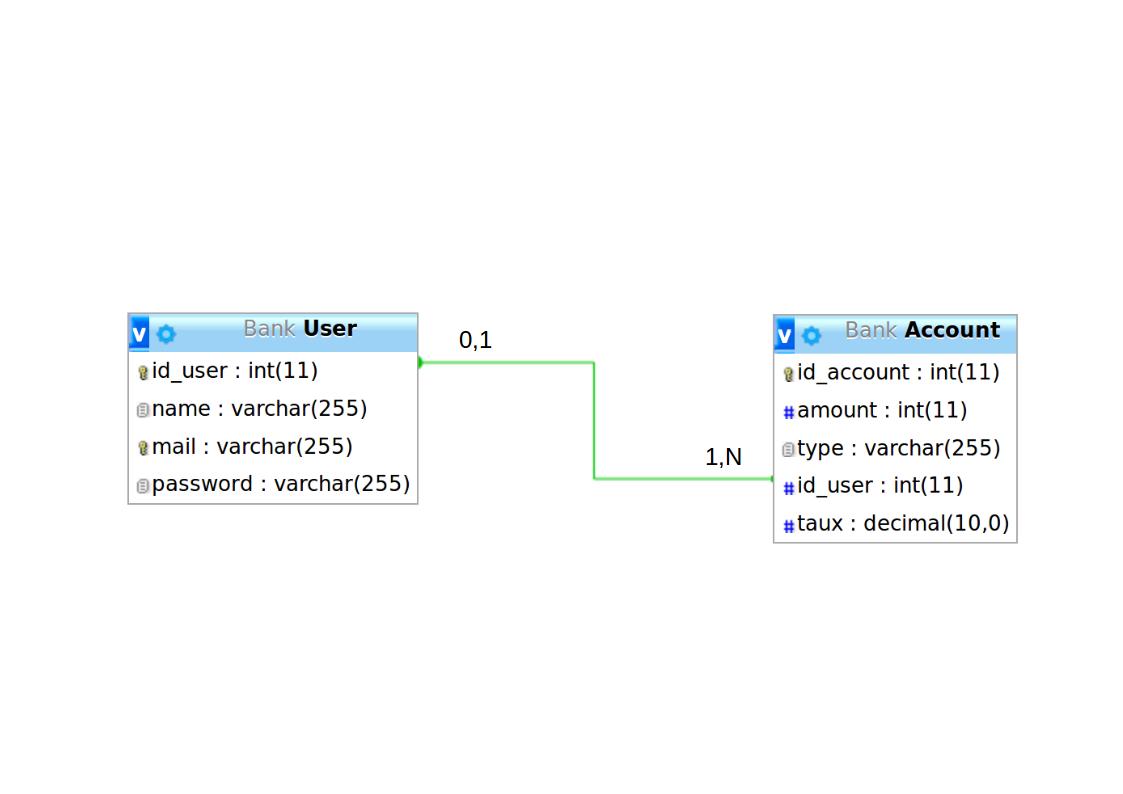 v Bank User
id_user : int(11)
name : varchar(255)
mail : varchar(255)
password : varchar(255)
0,1
1,N
v Bank Account
id_account : int(11)
# amount : int(11)
type : varchar(255)
# id_user : int(11)
# taux : decimal(10,0)